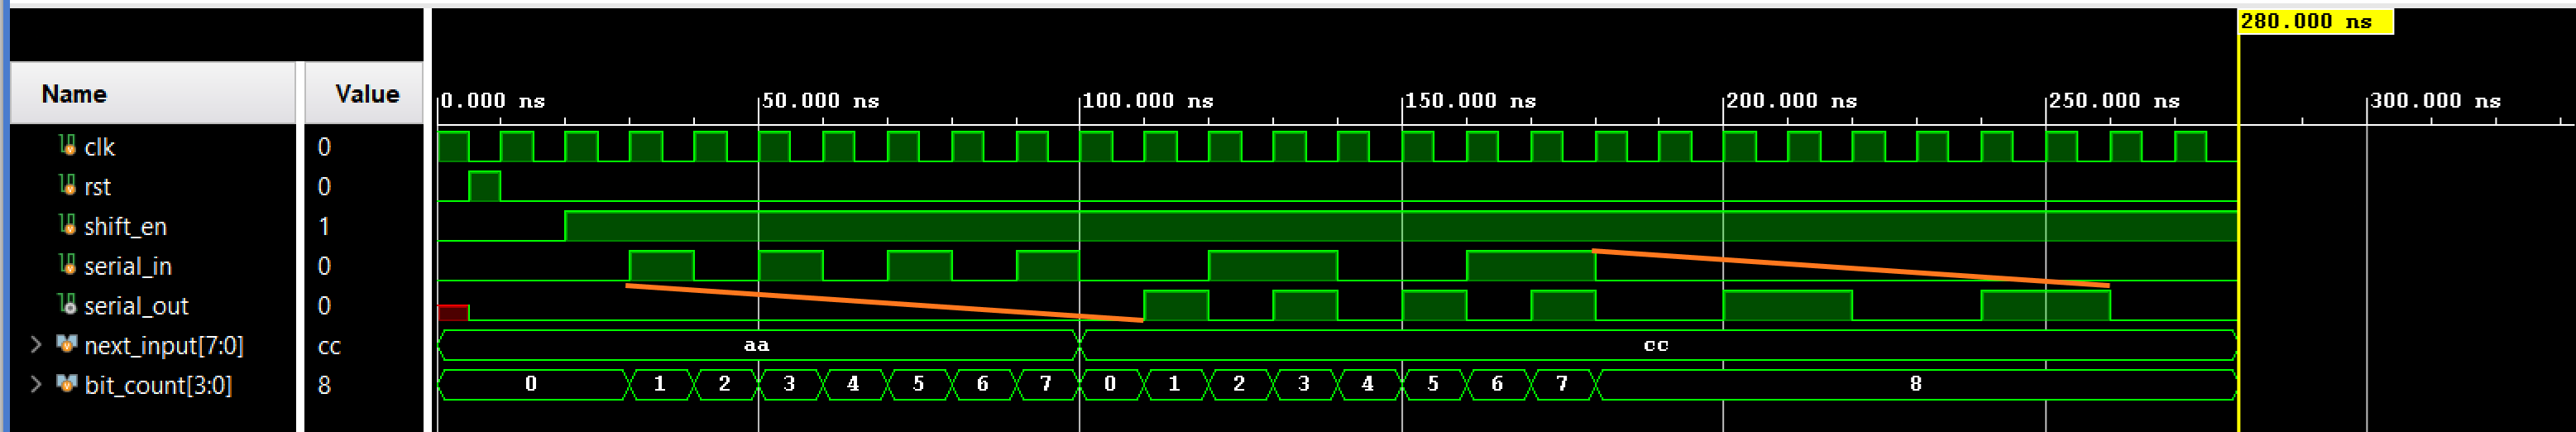 280.000 ns
Name Value 0.000 ns 50.000 ns 100.000 ns 150.000 ns 200.000 ns 250.000 ns 300.000 ns
clk 0
rst 0
shift_en 1
serial_in 0
serial_out 0
next_input[7:0] cc aa cc
bit_count[3:0] 8 0 1 2 3 4 5 6 7 0 1 2 3 4 5 6 7 8